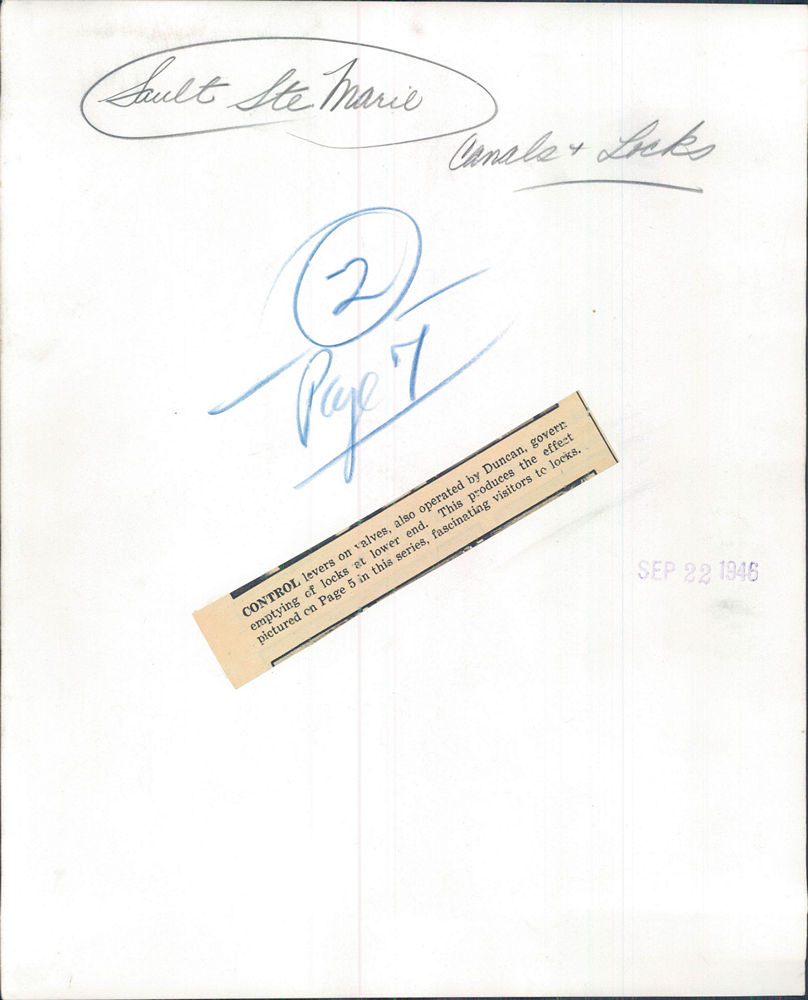 Sault Ste Marie
Canals + Locks
2
Page 7
CONTROL levers on valves, also operated by Duncan, govern
emptying of locks at lower end. This produces the effect
pictured on Page 5 in this series, fascinating visitors to locks.
SEP 22 1946